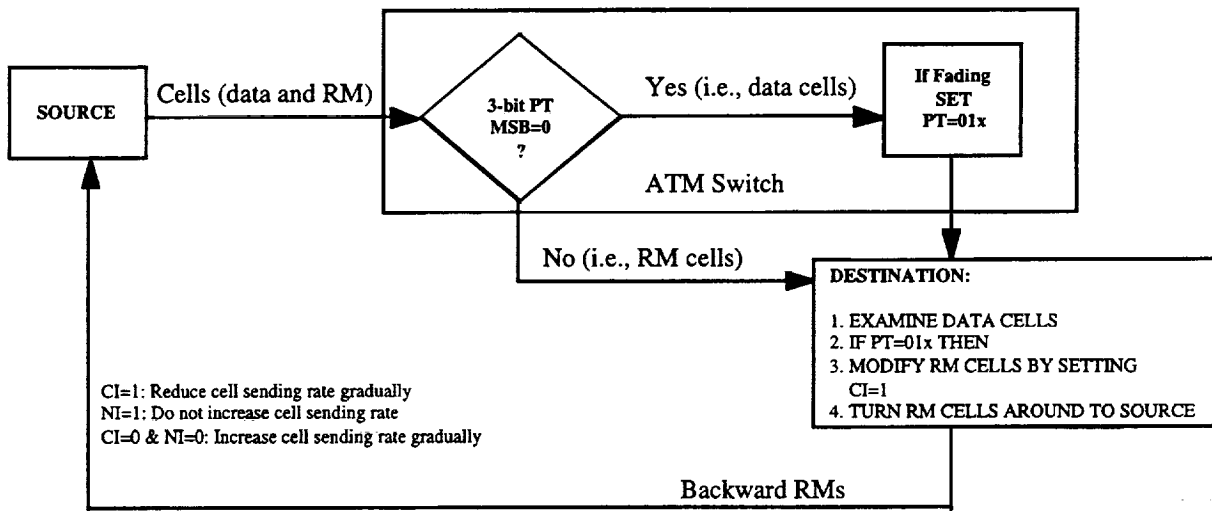 SOURCE
Cells (data and RM)
3-bit PT
MSB=0
?
Yes (i.e., data cells)
If Fading
SET
PT=01x
ATM Switch
No (i.e., RM cells)
DESTINATION:
1. EXAMINE DATA CELLS
2. IF PT=01x THEN
3. MODIFY RM CELLS BY SETTING
CI=1
4. TURN RM CELLS AROUND TO SOURCE
CI=1: Reduce cell sending rate gradually
NI=1: Do not increase cell sending rate
CI=0 & NI=0: Increase cell sending rate gradually
Backward RMs